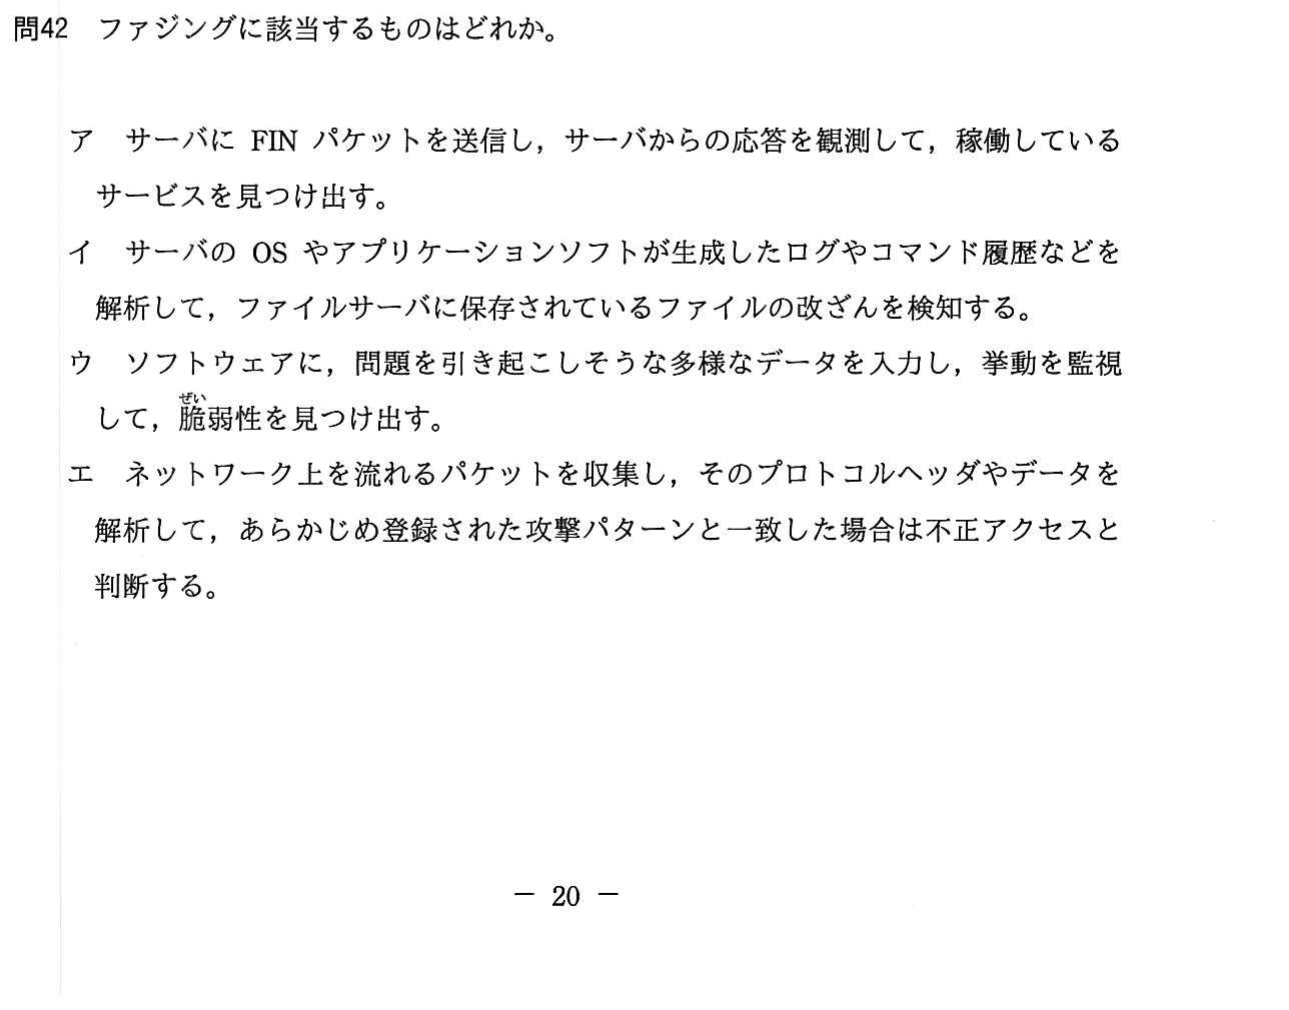 問42　ファジングに該当するものはどれか。
ア　サーバに FIN パケットを送信し，サーバからの応答を観測して，稼働している
サービスを見つけ出す。
イ　サーバの OS やアプリケーションソフトが生成したログやコマンド履歴などを
解析して，ファイルサーバに保存されているファイルの改ざんを検知する。
ウ　ソフトウェアに，問題を引き起こしそうな多様なデータを入力し，挙動を監視
ぜい
して，脆弱性を見つけ出す。
エ　ネットワーク上を流れるパケットを収集し，そのプロトコルヘッダやデータを
解析して，あらかじめ登録された攻撃パターンと一致した場合は不正アクセスと
判断する。
－ 20 －